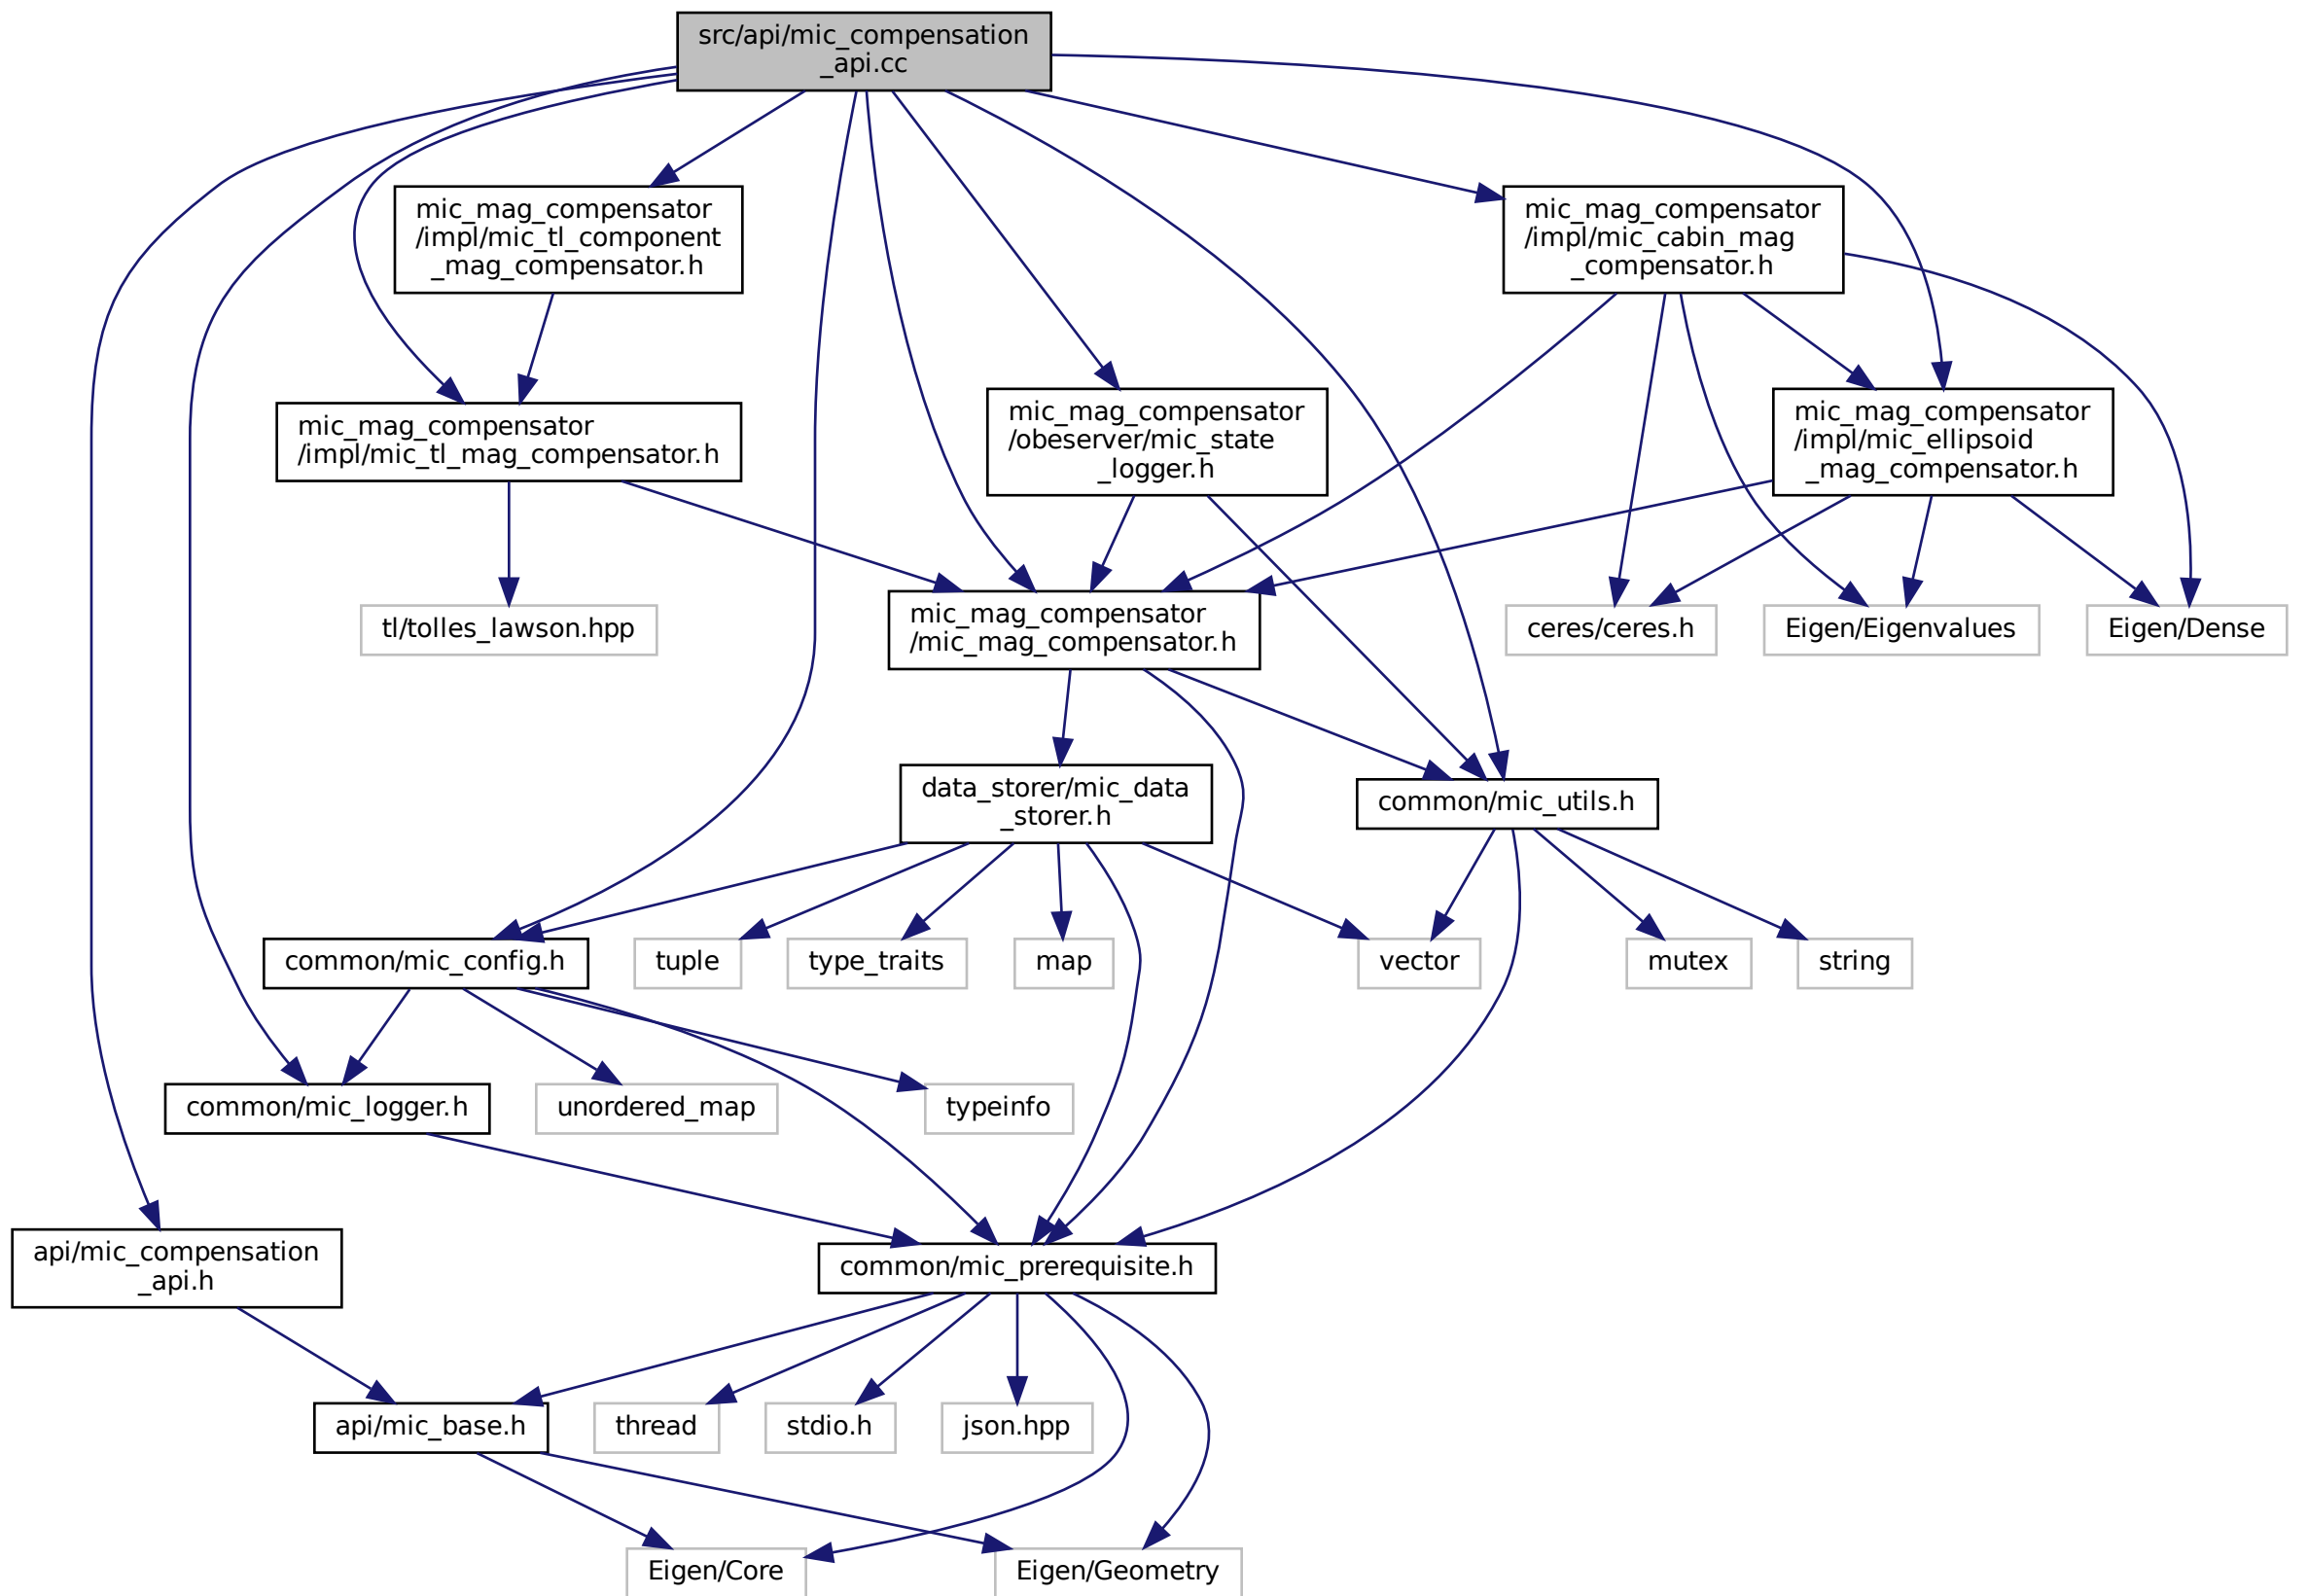 src/api/mic_compensation
_api.cc
mic_mag_compensator
/impl/mic_tl_component
_mag_compensator.h
mic_mag_compensator
/impl/mic_cabin_mag
_compensator.h
mic_mag_compensator
/impl/mic_tl_mag_compensator.h
mic_mag_compensator
/obeserver/mic_state
_logger.h
mic_mag_compensator
/impl/mic_ellipsoid
_mag_compensator.h
tl/tolles_lawson.hpp
mic_mag_compensator
/mic_mag_compensator.h
ceres/ceres.h
Eigen/Eigenvalues
Eigen/Dense
data_storer/mic_data
_storer.h
common/mic_utils.h
common/mic_config.h
tuple
type_traits
map
vector
mutex
string
common/mic_logger.h
unordered_map
typeinfo
api/mic_compensation
_api.h
common/mic_prerequisite.h
api/mic_base.h
thread
stdio.h
json.hpp
Eigen/Core
Eigen/Geometry